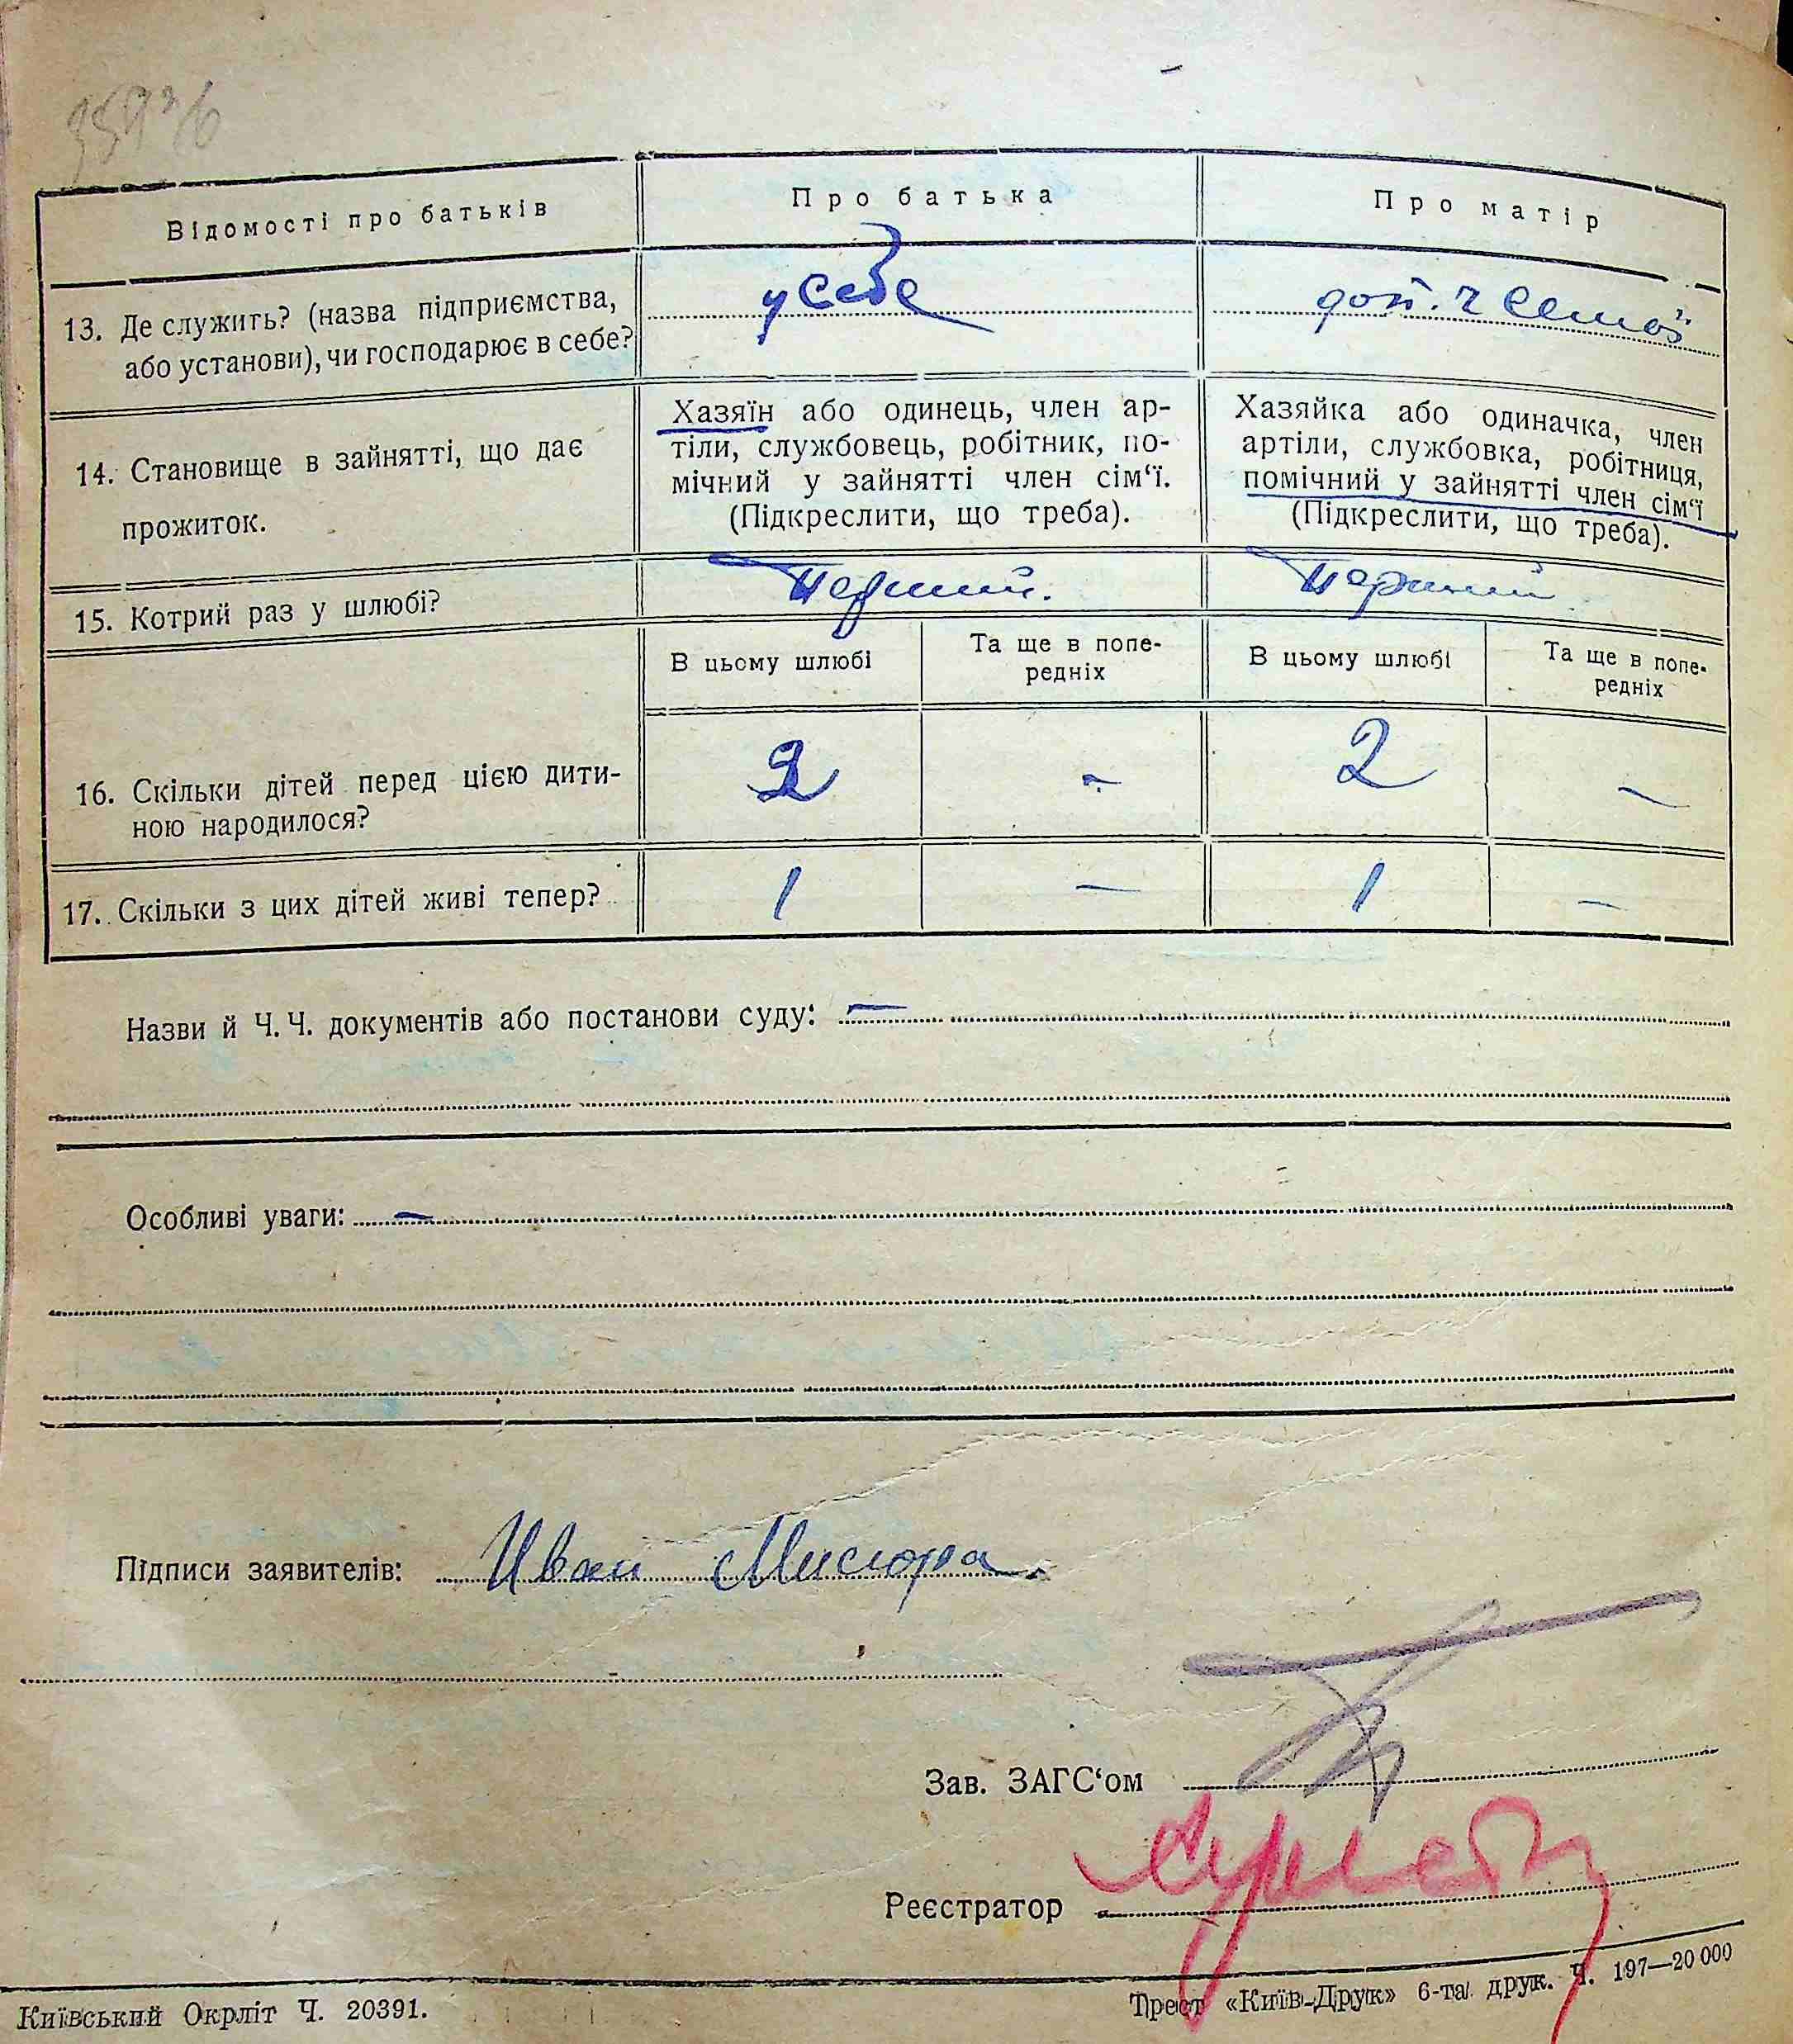 Відомості про батьків
Про батька
Про матір
13. Де служить? (назва підприємства,
або установи), чи господарює в себе?
у себе
доп. ч семьї
14. Становище в зайнятті, що дає
прожиток.
Хазяїн або одинець, член ар-
тіли, службовець, робітник, по-
мічний у зайнятті член сім‘ї.
(Підкреслити, що треба).
Хазяйка або одиначка, член
артіли, службовка, робітниця,
помічний у зайнятті член сім‘ї
(Підкреслити, що треба).
15. Котрий раз у шлюбі?
Перший.
Перший
В цьому шлюбі
Та ще в попе-
редніх
В цьому шлюбі
Та ще в попе-
редніх
16. Скільки дітей перед цією дити-
ною народилося?
2 - 2 -
17. Скільки з цих дітей живі тепер?
1 — 1 —
Назви й Ч. Ч. документів або постанови суду: —
Особливі уваги: —
Підписи заявителів: Иван Мисюра.
Зав. ЗАГС‘ом
Реєстратор
Київський Окрліт Ч. 20391.
Трест «Київ-Друк» 6-та друк. Ч. 197—20 000